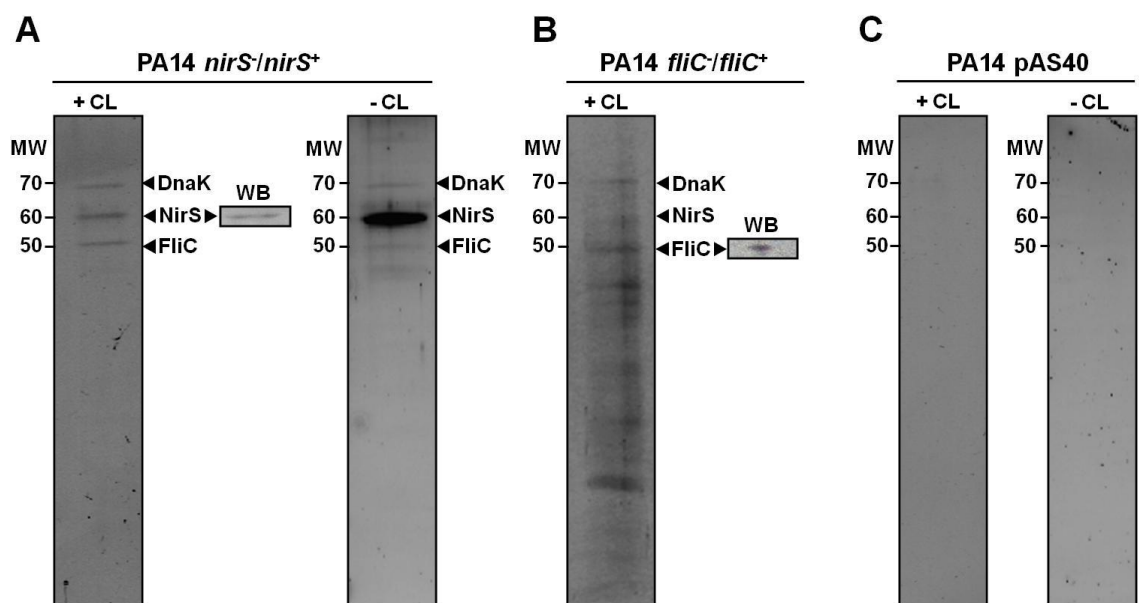 A
B
C
PA14 nirS-/nirS+
PA14 fliC-/fliC+
PA14 pAS40
+ CL
- CL
+ CL
+ CL
- CL
MW
70
60
50
DnaK
NirS
FliC
WB
MW
70
60
50
DnaK
NirS
FliC
MW
70
60
50
DnaK
NirS
FliC
WB
MW
70
60
50
MW
70
60
50